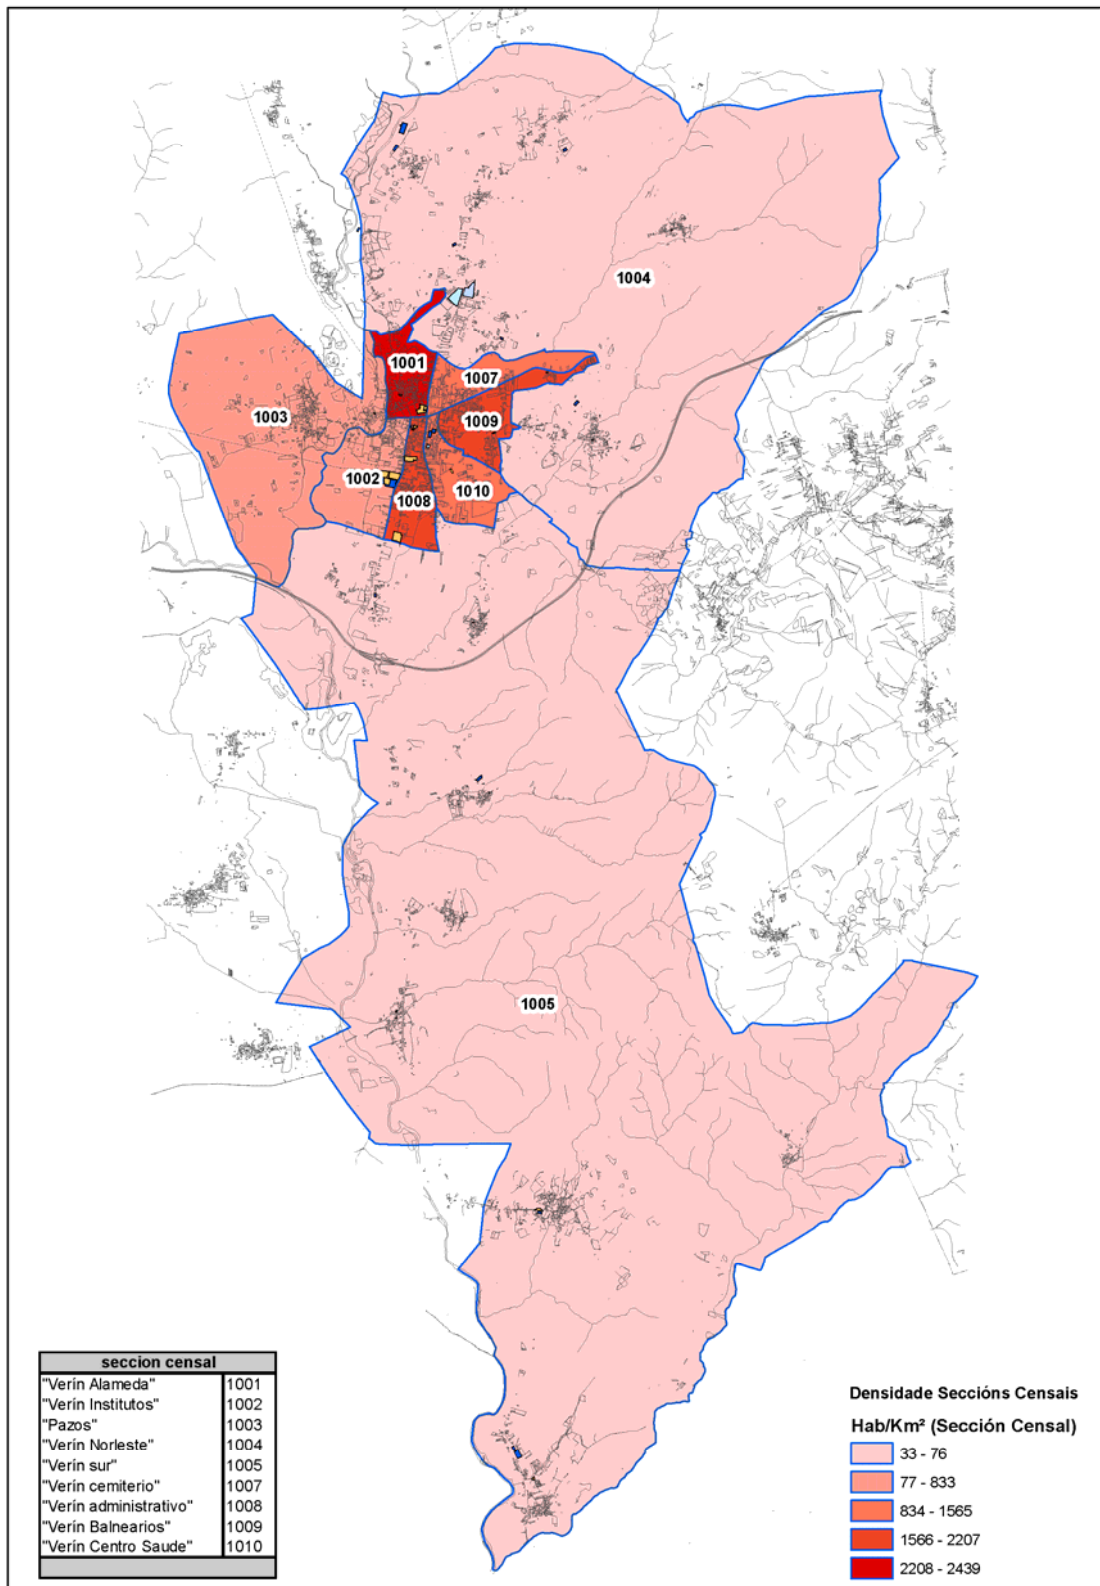 1004
1001
1007
1003
1009
1002
1010
1008
1005
seccion censal
"Verín Alameda" 1001
"Verín Institutos" 1002
"Pazos" 1003
"Verín Norleste" 1004
"Verín sur" 1005
"Verín cemiterio" 1007
"Verín administrativo" 1008
"Verín Balnearios" 1009
"Verín Centro Saude" 1010
Densidade Seccións Censais
Hab/Km² (Sección Censal)
33 - 76
77 - 833
834 - 1565
1566 - 2207
2208 - 2439